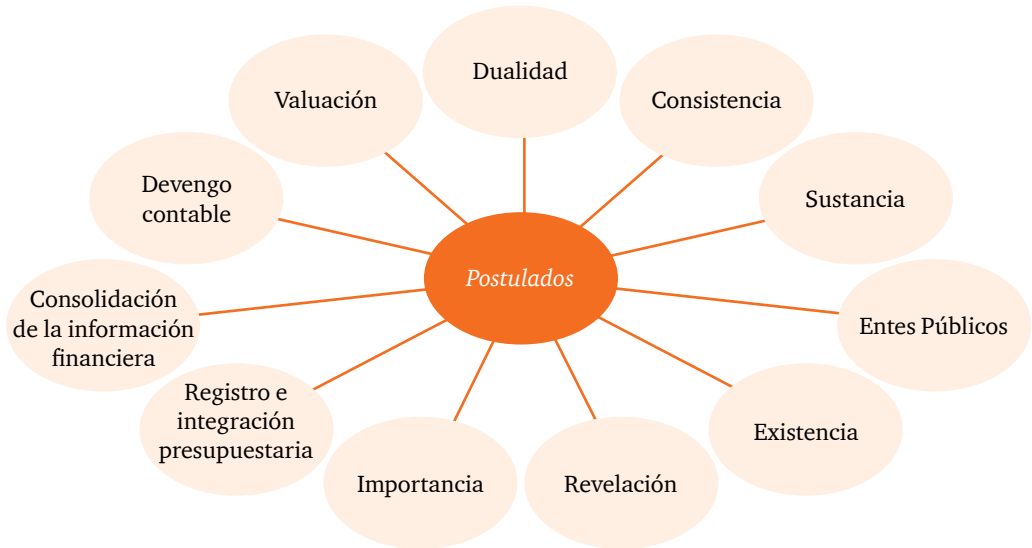 Dualidad
Valuación
Consistencia
Devengo
contable
Sustancia
Postulados
Consolidación
de la información
financiera
Entes Públicos
Registro e
integración
presupuestaria
Existencia
Importancia
Revelación